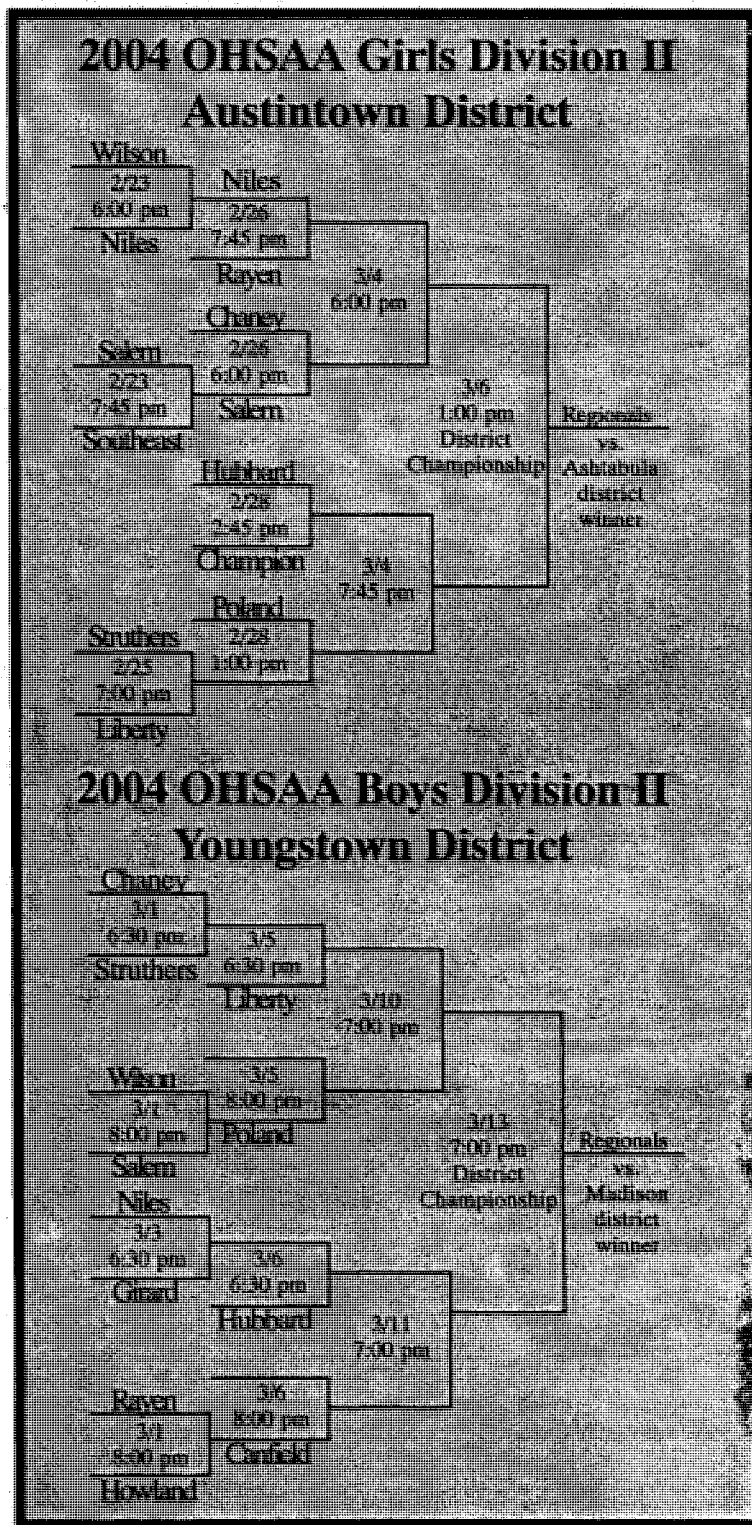 2004 OHSAA Girls Division II
Austintown District
Wilson
2/23
6:00 pm
Niles
Niles
2/26
7:45 pm
Rayen
3/4
6:00 pm
Chaney
2/26
6:00 pm
Salem
Salem
2/23
7:45 pm
Southeast
3/6
1:00 pm
District
Championship
Regionals
vs.
Ashtabula
district
winner
Hubbard
2/28
2:45 pm
Champion
3/4
7:45 pm
Poland
2/28
1:00 pm
Struthers
2/25
7:00 pm
Liberty
2004 OHSAA Boys Division II
Youngstown District
Chaney
3/1
6:30 pm
Struthers
3/5
6:30 pm
Liberty
3/10
7:00 pm
Wilson
3/1
8:00 pm
Salem
3/5
8:00 pm
Poland
3/13
7:00 pm
District
Championship
Regionals
vs.
Madison
district
winner
Niles
3/3
6:30 pm
Girard
3/6
6:30 pm
Hubbard
3/11
7:00 pm
Rayen
3/1
8:00 pm
Howland
3/6
8:00 pm
Canfield